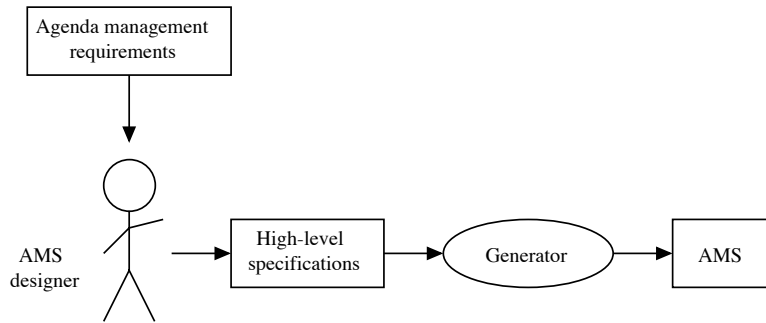 Agenda management
requirements
AMS
designer
High-level
specifications
Generator
AMS